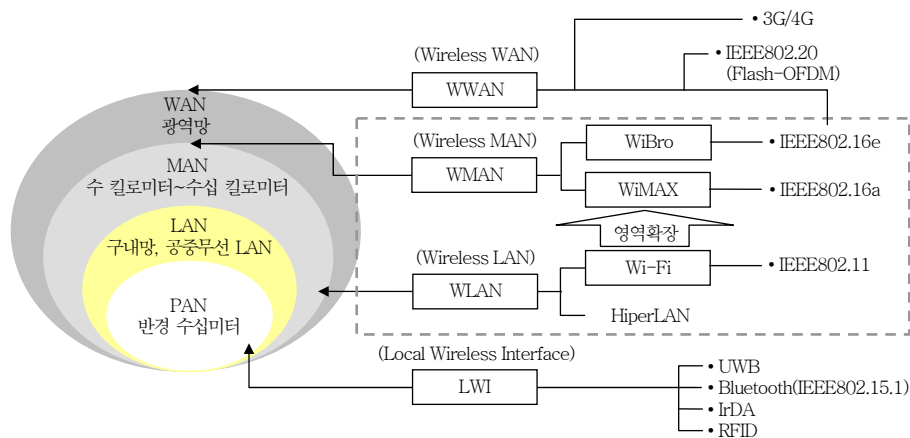 WAN
광역망
MAN
수 킬로미터~수십 킬로미터
LAN
구내망, 공중무선 LAN
PAN
반경 수십미터
(Wireless WAN)
WWAN
• 3G/4G
• IEEE802.20
(Flash-OFDM)
(Wireless MAN)
WMAN
WiBro
• IEEE802.16e
WiMAX
• IEEE802.16a
영역확장
(Wireless LAN)
WLAN
Wi-Fi
• IEEE802.11
HiperLAN
(Local Wireless Interface)
LWI
• UWB
• Bluetooth(IEEE802.15.1)
• IrDA
• RFID